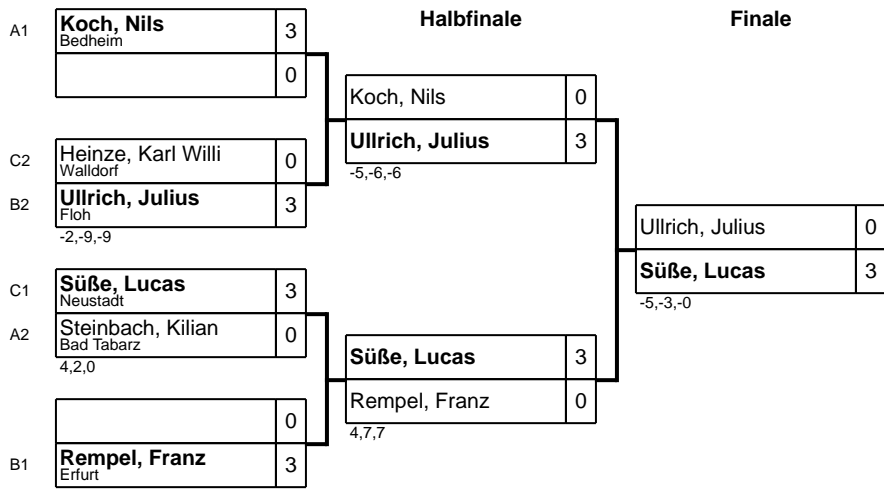 Halbfinale
Finale
A1
Koch, Nils
3
Bedheim
0
C2
Heinze, Karl Willi
0
Walldorf
B2
Ullrich, Julius
3
Floh
-2,-9,-9
C1
Süße, Lucas
3
Neustadt
A2
Steinbach, Kilian
0
Bad Tabarz
4,2,0
0
B1
Rempel, Franz
3
Erfurt
Koch, Nils
0
Ullrich, Julius
3
-5,-6,-6
Süße, Lucas
3
Rempel, Franz
0
4,7,7
Ullrich, Julius
0
Süße, Lucas
3
-5,-3,-0